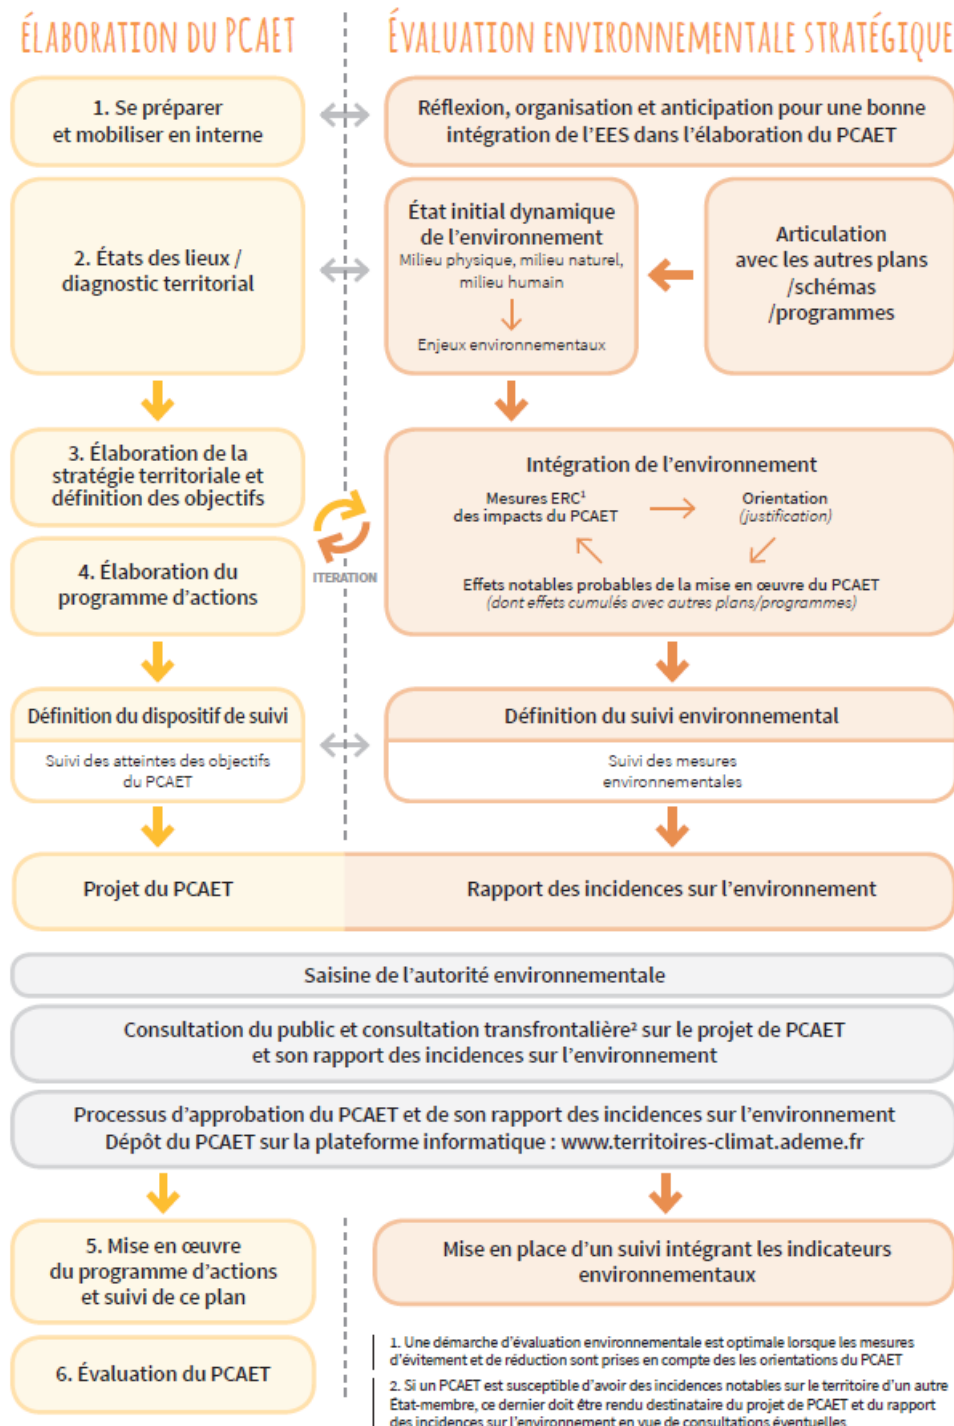 ÉLABORATION DU PCAET
ÉVALUATION ENVIRONNEMENTALE STRATÉGIQUE
1. Se préparer
et mobiliser en interne
Réflexion, organisation et anticipation pour une bonne
intégration de l'EES dans l'élaboration du PCAET
2. États des lieux /
diagnostic territorial
État initial dynamique
de l'environnement
Milieu physique, milieu naturel,
milieu humain
Enjeux environnementaux
Articulation
avec les autres plans
/schémas
/programmes
3. Élaboration de la
stratégie territoriale et
définition des objectifs
4. Élaboration du
programme d'actions
ITERATION
Intégration de l'environnement
Mesures ERC¹
des impacts du PCAET
Orientation
(justification)
Effets notables probables de la mise en œuvre du PCAET
(dont effets cumulés avec autres plans/programmes)
Définition du dispositif de suivi
Suivi des atteintes des objectifs
du PCAET
Définition du suivi environmental
Suivi des mesures
environementales
Projet du PCAET
Rapport des incidences sur l'environnement
Saisine de l'autorité environnementale
Consultation du public et consultation transfrontalière² sur le projet de PCAET
et son rapport des incidences sur l'environnement
Processus d'approbation du PCAET et de son rapport des incidences sur l'environnement
Dépôt du PCAET sur la plateforme informatique : www.territoires-climat.ademe.fr
5. Mise en œuvre
du programme d'actions
et suivi de ce plan
Mise en place d'un suivi intégrant les indicateurs
environnementaux
6. Évaluation du PCAET
1. Une démarche d'évaluation environnementale est optimale lorsque les mesures
d'évitement et de réduction sont prises en compte des les orientations du PCAET
2. Si un PCAET est susceptible d'avoir des incidences notables sur le territoire d'un autre
État-membre, ce dernier doit être rendu destinataire du projet de PCAET et du rapport
des incidences sur l'environnement en vue de consultations éventuelles